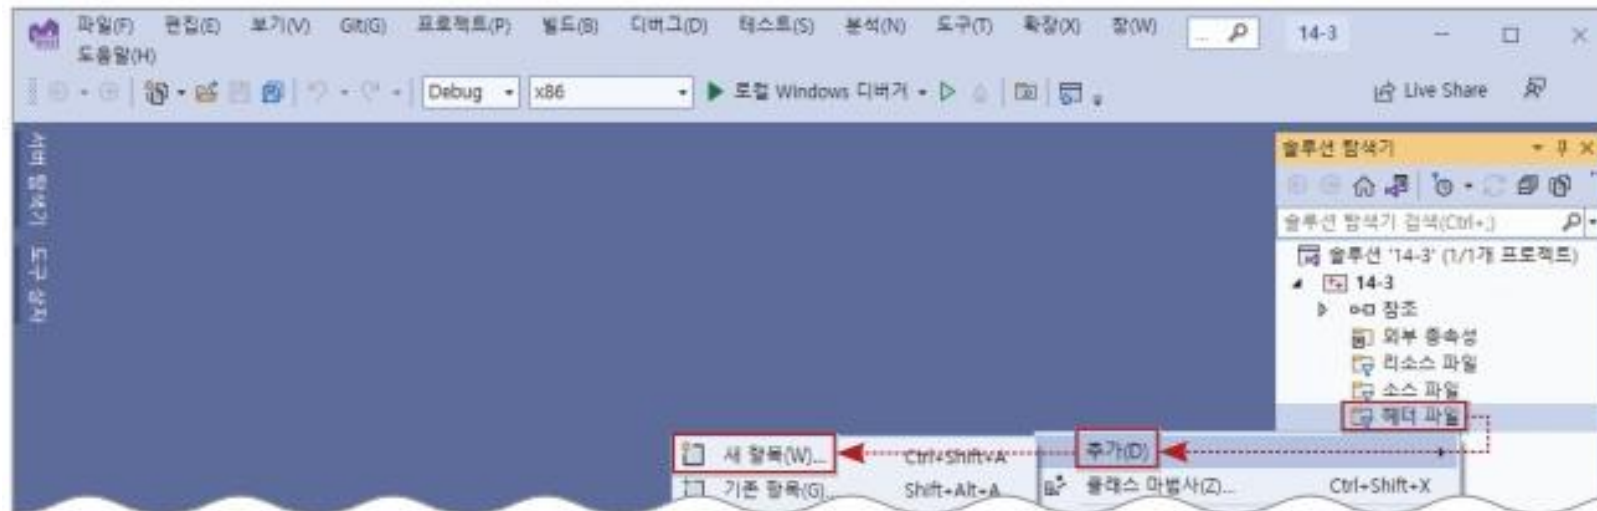 파일(F) 편집(E) 보기(V) Git(G) 프로젝트(P) 빌드(B) 디버그(D) 테스트(S) 분석(N) 도구(T) 확장(X) 창(W) ... 14-3
도움말(H)
Debug x86 로컬 Windows 디버거 Live Share
서버 탐색기
도구 상자
솔루션 탐색기
솔루션 탐색기 검색(Ctrl+;)
솔루션 '14-3' (1/1개 프로젝트)
14-3
참조
외부 종속성
리소스 파일
소스 파일
헤더 파일
새 항목(W)... Ctrl+Shift+A 추가(D)
기존 항목(G)... Shift+Alt+A 클래스 마법사(Z)... Ctrl+Shift+X